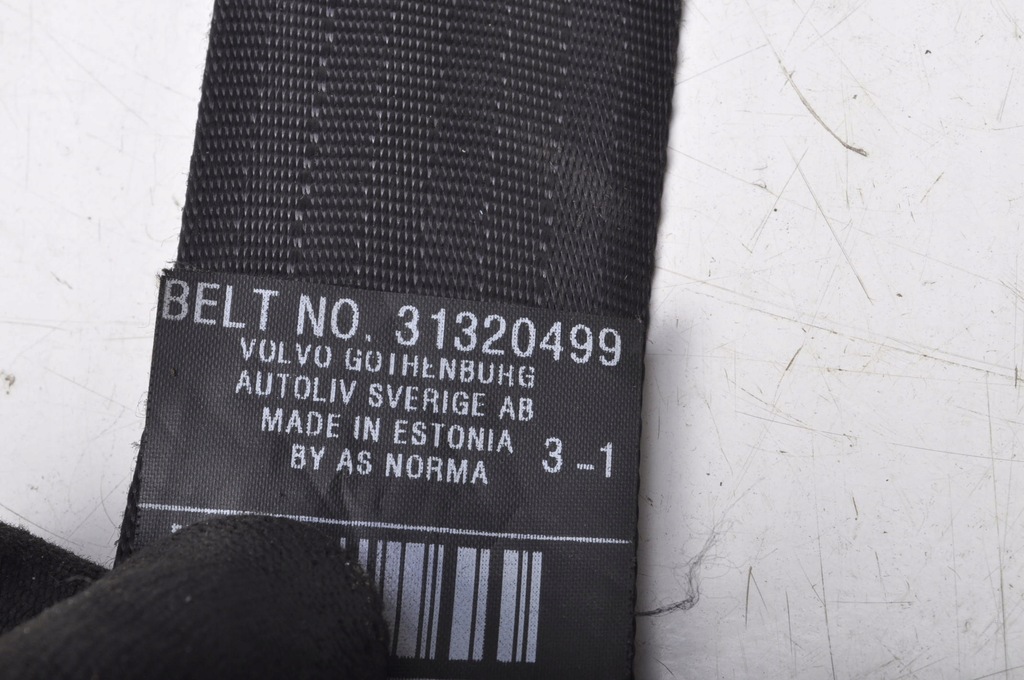 BELT NO. 31320499
VOLVO GOTHENBURG
AUTOLIV SVERIGE AB
MADE IN ESTONIA 3-1
BY AS NORMA